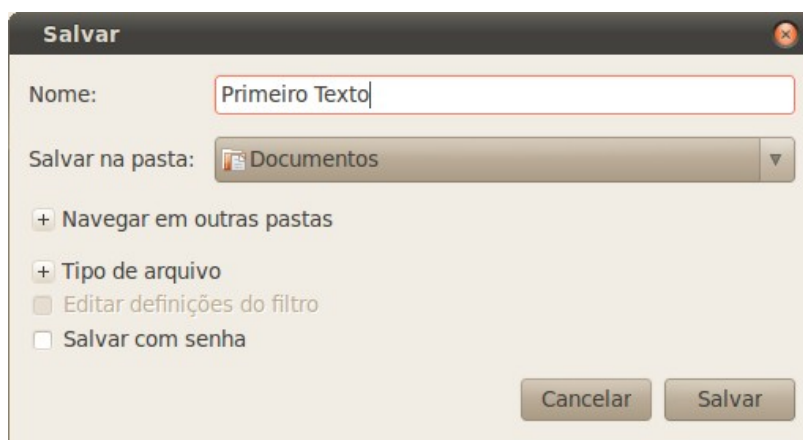 Salvar
Nome: Primeiro Texto
Salvar na pasta: Documentos
Navegar em outras pastas
Tipo de arquivo
Editar definições do filtro
Salvar com senha
Cancelar Salvar